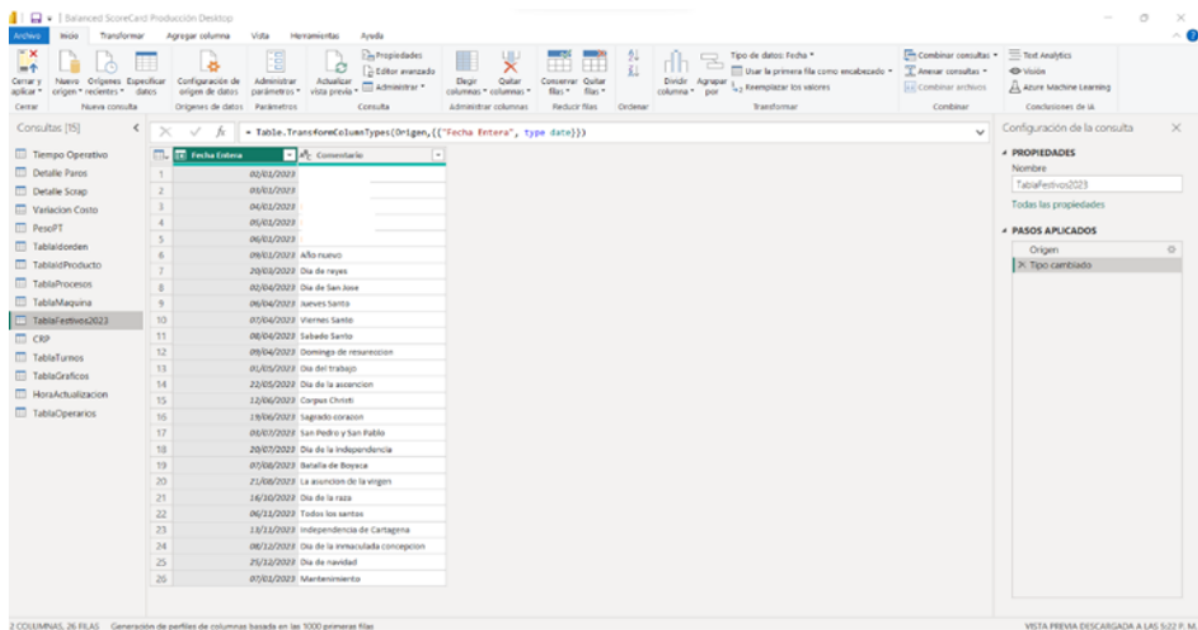 Balanced ScoreCard Producción Desktop
Archivo Inicio Transformar Agregar columna Vista Herramientas Ayuda
Cerrar y aplicar
Nueva origen
Orígenes recientes
Especificar datos
Configuración de origen de datos
Administrar parámetros
Actualizar vista previa
Propiedades
Editor avanzado
Administrar
Elegir columnas
Quitar columnas
Conservar filas
Quitar filas
Dividir columna
Agrupar por
Tipo de datos: Fecha
Usar la primera fila como encabezado
Reemplazar los valores
Combinar consultas
Anexar consultas
Combinar archivos
Text Analytics
Visión
Azure Machine Learning
Cerrar Nueva consulta Orígenes de datos Parámetros Consulta Administrar columnas Reducir filas Ordenar Transformar Combinar Conclusiones de IA
Consultas [15]
Tiempo Operativo
Detalle Paros
Detalle Scrap
Variacion Costo
PesoPT
TablaIdorden
TablaidProducto
TablaProcesos
TablaMaquina
TablaFestivos2023
CRP
TablaTurnos
TablaGraficos
HoraActualizacion
TablaOperarios
= Table.TransformColumnTypes(Origen,{{"Fecha Entera", type date}})
Fecha Entera Comentario
1 02/01/2023
2 03/01/2023
3 04/01/2023
4 05/01/2023
5 06/01/2023
6 09/01/2023 Año nuevo
7 20/03/2023 Dia de reyes
8 02/04/2023 Dia de San Jose
9 06/04/2023 Jueves Santo
10 07/04/2023 Viernes Santo
11 08/04/2023 Sabado Santo
12 09/04/2023 Domingo de resureccion
13 01/05/2023 Dia del trabajo
14 22/05/2023 Dia de la ascencion
15 12/06/2023 Corpus Christi
16 19/06/2023 Sagrado corazon
17 03/07/2023 San Pedro y San Pablo
18 20/07/2023 Dia de la independencia
19 07/08/2023 Batalla de Boyaca
20 21/08/2023 La asuncion de la virgen
21 16/10/2023 Dia de la raza
22 06/11/2023 Todos los santos
23 13/11/2023 Independencia de Cartagena
24 08/12/2023 Dia de la inmaculada concepcion
25 25/12/2023 Dia de navidad
26 07/01/2023 Mantenimiento
Configuración de la consulta
PROPIEDADES
Nombre
TablaFestivos2023
Todas las propiedades
PASOS APLICADOS
Origen
Tipo cambiado
2 COLUMNAS, 26 FILAS Generación de perfiles de columnas basada en las 1000 primeras filas
VISTA PREVIA DESCARGADA A LAS 5:22 P. M.